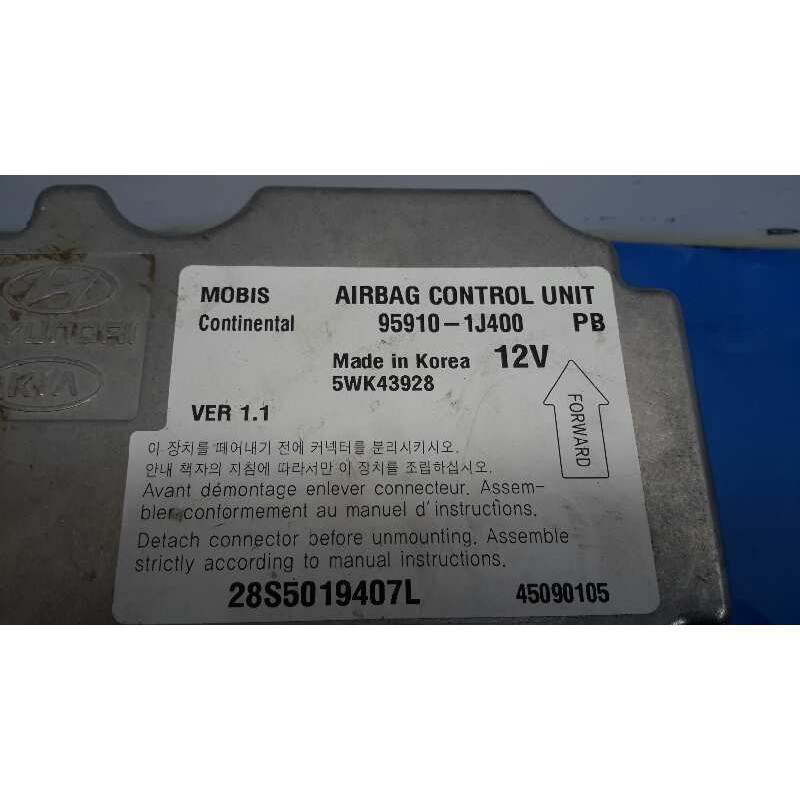 MOBIS AIRBAG CONTROL UNIT
Continental 95910-1J400 PB
Made in Korea 12V
5WK43928
FORWARD
VER 1.1
이 장치를 떼어내기 전에 커넥터를 분리시키시오.
안내 책자의 지침에 따라서만 이 장치를 조립하십시오.
Avant démontage enlever connecteur. Assem-
bler conformement au manuel d'instructions.
Detach connector before unmounting. Assemble
strictly according to manual instructions.
28S5019407L 45090105
YUNDAI
KIA